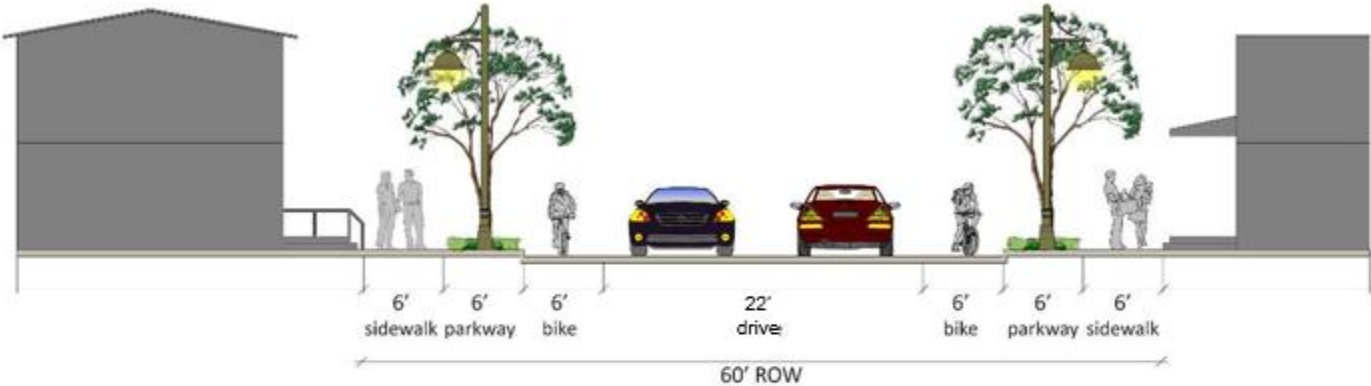 6’ 6’ 6’ 22’ 6’ 6’ 6’
sidewalk parkway bike drive bike parkway sidewalk
60’ ROW